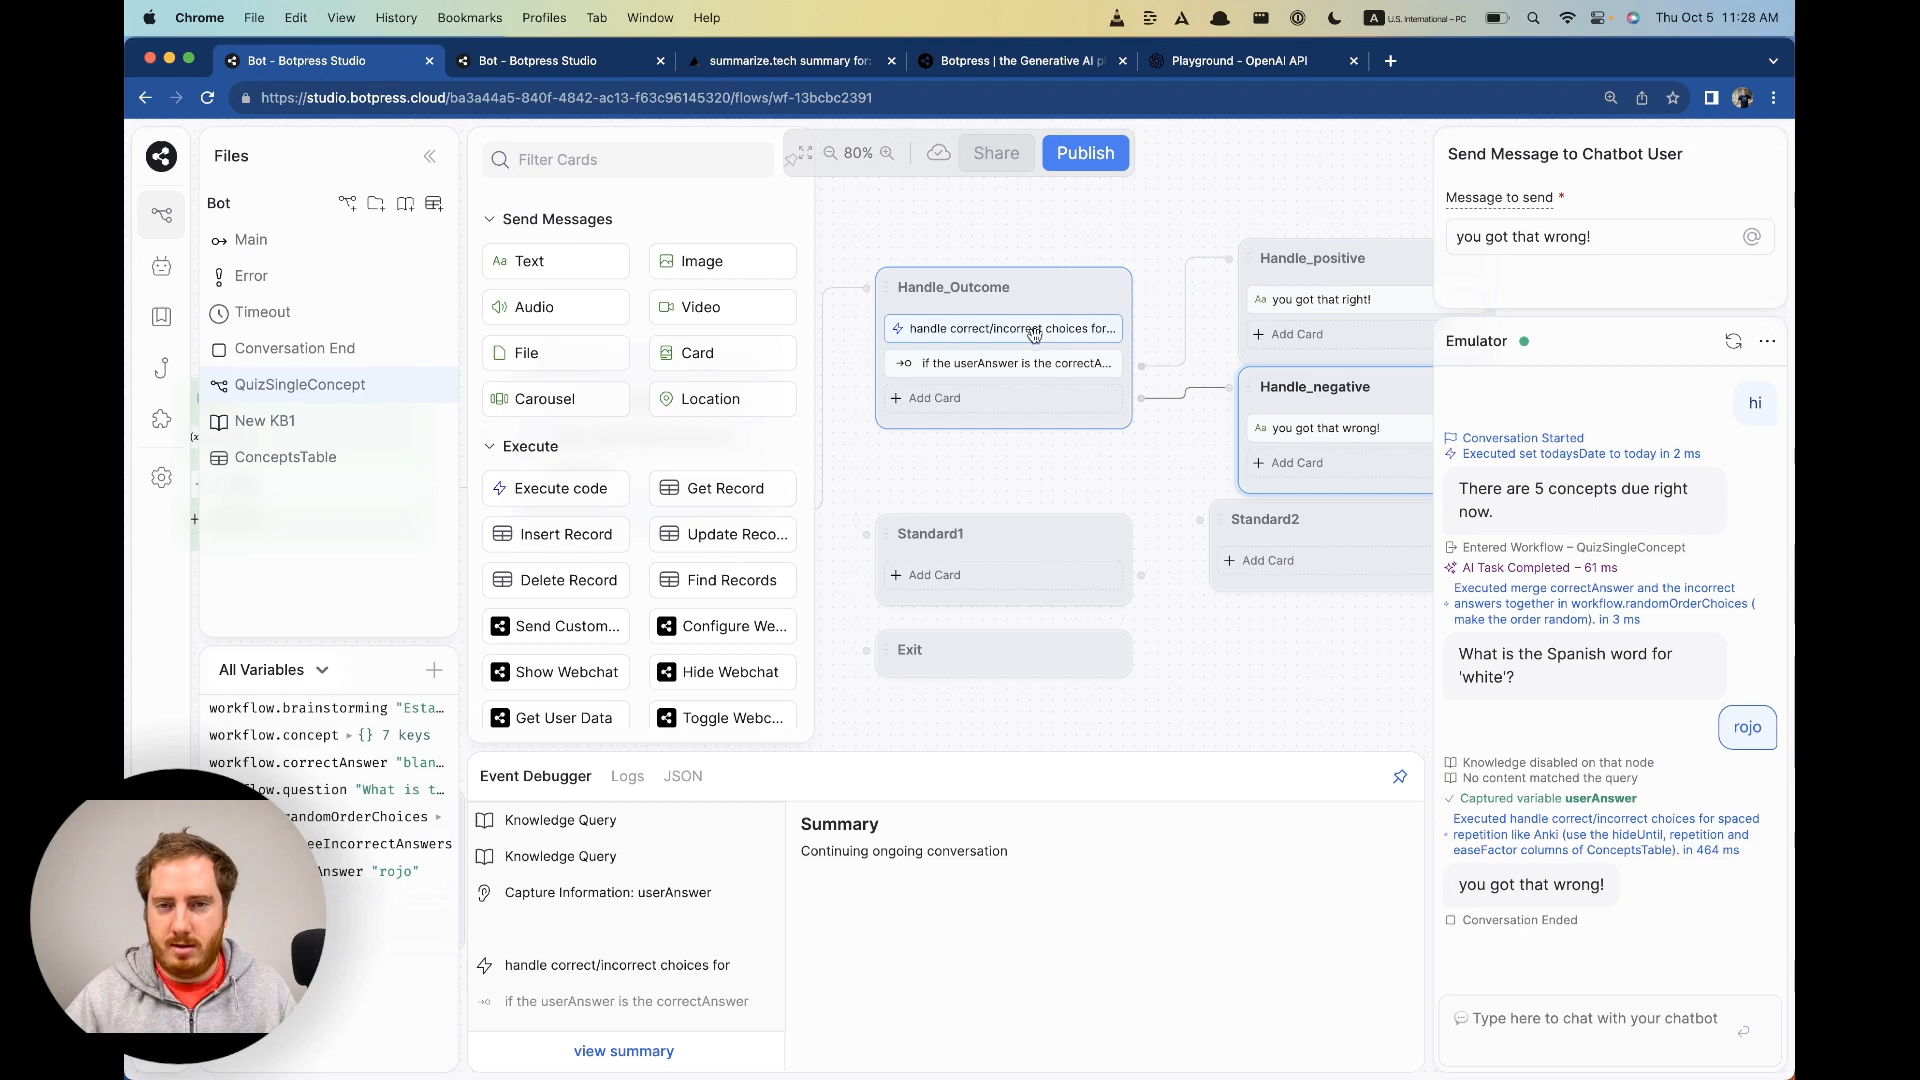 Chrome File Edit View History Bookmarks Profiles Tab Window Help
A U.S. International – PC
Thu Oct 5 11:28 AM
Bot - Botpress Studio
Bot - Botpress Studio
summarize.tech summary for:
Botpress | the Generative AI pl
Playground - OpenAI API
https://studio.botpress.cloud/ba3a44a5-840f-4842-ac13-f63c96145320/flows/wf-13bcbc2391
Files
Bot
Main
Error
Timeout
Conversation End
QuizSingleConcept
New KB1
ConceptsTable
All Variables
workflow.brainstorming "Esta…
workflow.concept {} 7 keys
workflow.correctAnswer "blan…
low.question "What is t…
andomOrderChoices
eeIncorrectAnswers
Answer "rojo"
Filter Cards
Send Messages
Aa Text
Image
Audio
Video
File
Card
Carousel
Location
Execute
Execute code
Get Record
Insert Record
Update Reco...
Delete Record
Find Records
Send Custom...
Configure We...
Show Webchat
Hide Webchat
Get User Data
Toggle Webc...
80%
Share
Publish
Handle_Outcome
handle correct/incorrect choices for...
if the userAnswer is the correctA...
+ Add Card
Standard1
+ Add Card
Exit
Handle_positive
Aa you got that right!
+ Add Card
Handle_negative
Aa you got that wrong!
+ Add Card
Standard2
+ Add Card
Event Debugger Logs JSON
Knowledge Query
Knowledge Query
Capture Information: userAnswer
handle correct/incorrect choices for
if the userAnswer is the correctAnswer
view summary
Summary
Continuing ongoing conversation
Send Message to Chatbot User
Message to send *
you got that wrong!
@
Emulator
hi
Conversation Started
Executed set todaysDate to today in 2 ms
There are 5 concepts due right
now.
Entered Workflow – QuizSingleConcept
AI Task Completed – 61 ms
Executed merge correctAnswer and the incorrect
answers together in workflow.randomOrderChoices (
make the order random). in 3 ms
What is the Spanish word for
'white'?
rojo
Knowledge disabled on that node
No content matched the query
Captured variable userAnswer
Executed handle correct/incorrect choices for spaced
repetition like Anki (use the hideUntil, repetition and
easeFactor columns of ConceptsTable). in 464 ms
you got that wrong!
Conversation Ended
Type here to chat with your chatbot